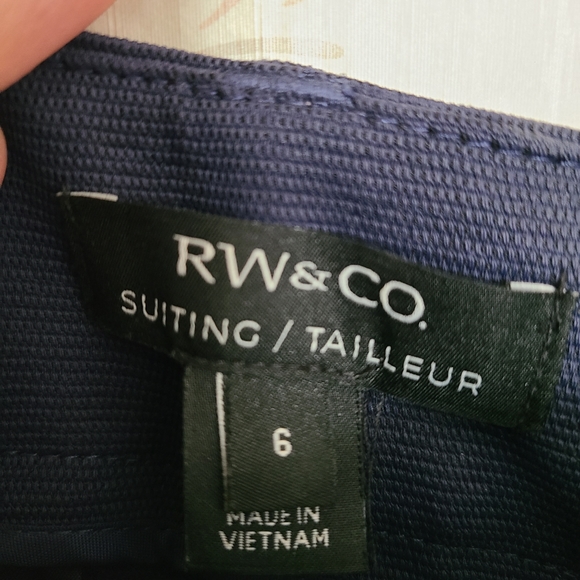 RW&CO.
SUITING / TAILLEUR
6
MADE IN
VIETNAM